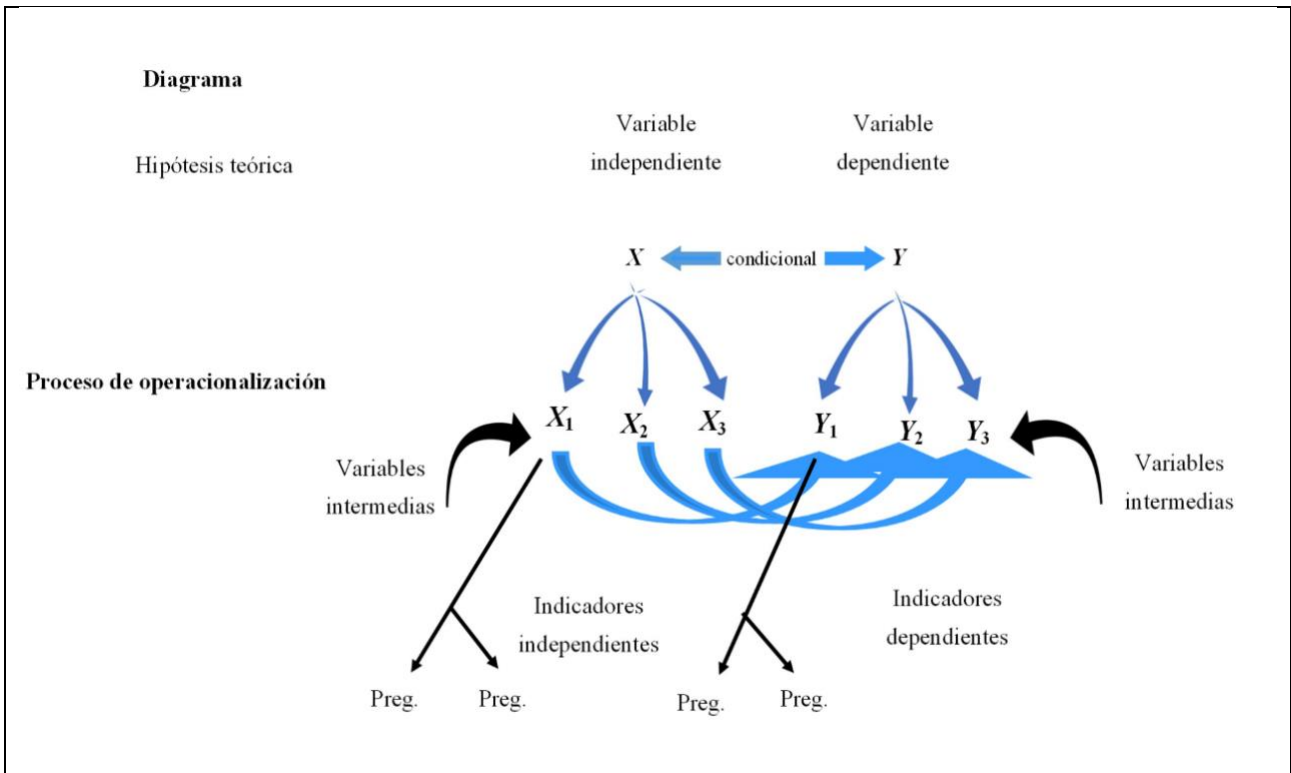 Diagrama
Variable
independiente
Variable
dependiente
Hipótesis teórica
X condicional Y
Proceso de operacionalización
X₁ X₂ X₃ Y₁ Y₂ Y₃
Variables
intermedias
Variables
intermedias
Indicadores
independientes
Indicadores
dependientes
Preg. Preg. Preg. Preg.